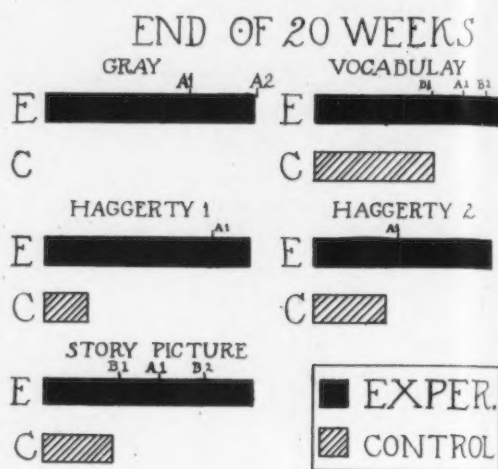 END OF 20 WEEKS
GRAY
A1 A2
E
C
VOCABULAY
B1 A1 B2
E
C
HAGGERTY 1
A1
E
C
HAGGERTY 2
A1
E
C
STORY PICTURE
B1 A1 B2
E
C
EXPER.
CONTROL